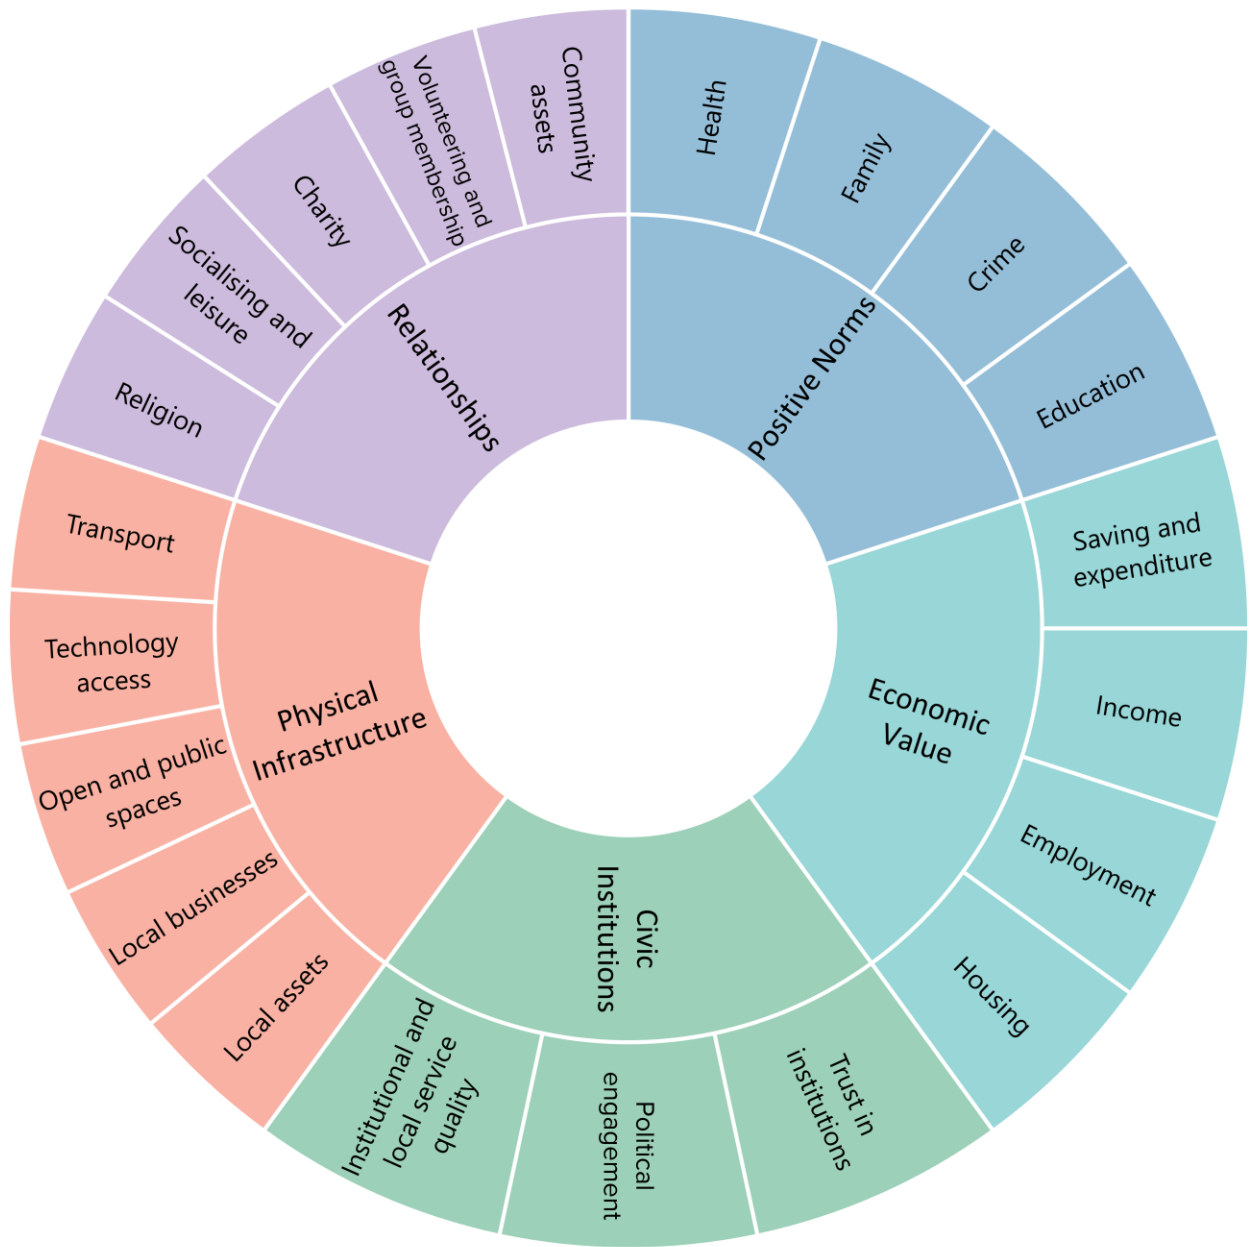 Health
Family
Crime
Education
Positive Norms
Saving and
expenditure
Income
Employment
Housing
Economic
Value
Trust in
institutions
Political
engagement
Institutional and
local service
quality
Civic
Institutions
Local assets
Local businesses
Open and public
spaces
Technology
access
Transport
Physical
Infrastructure
Religion
Socialising and
leisure
Charity
Volunteering and
group membership
Community
assets
Relationships